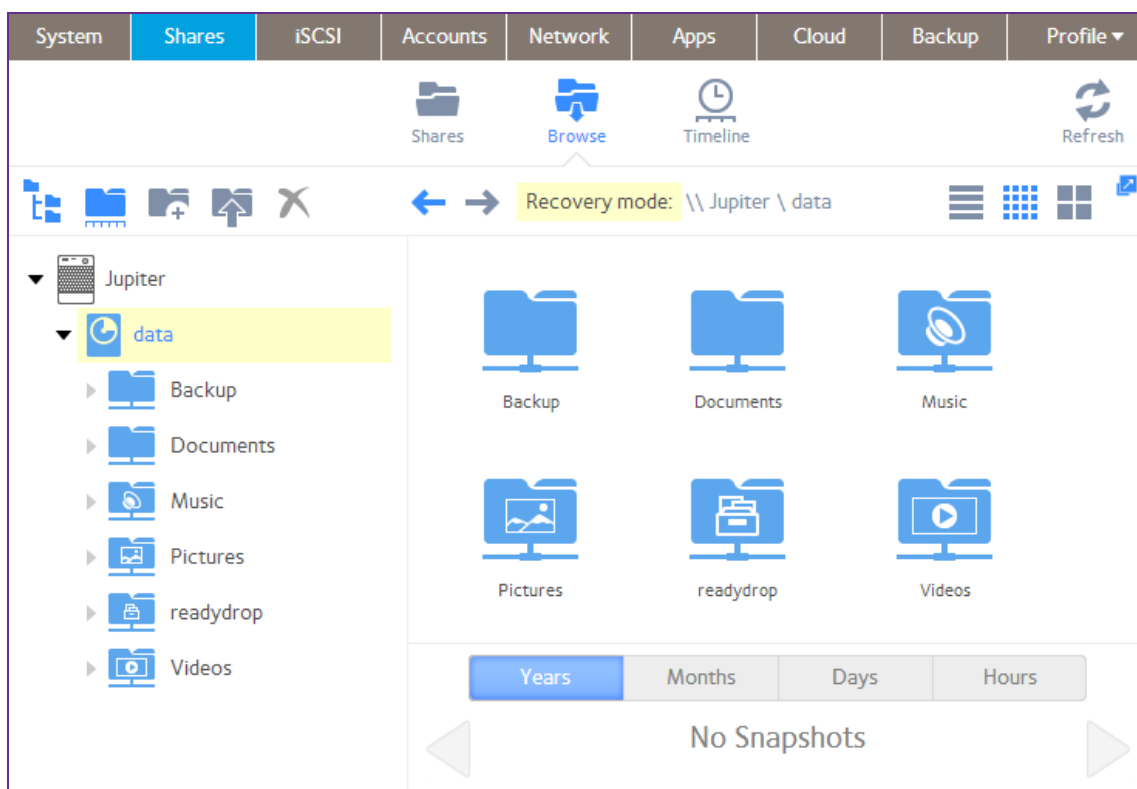 System Shares iSCSI Accounts Network Apps Cloud Backup Profile
Shares Browse Timeline Refresh
Recovery mode: \\ Jupiter \ data
Jupiter
data
Backup
Documents
Music
Pictures
readydrop
Videos
Backup Documents Music
Pictures readydrop Videos
Years Months Days Hours
No Snapshots